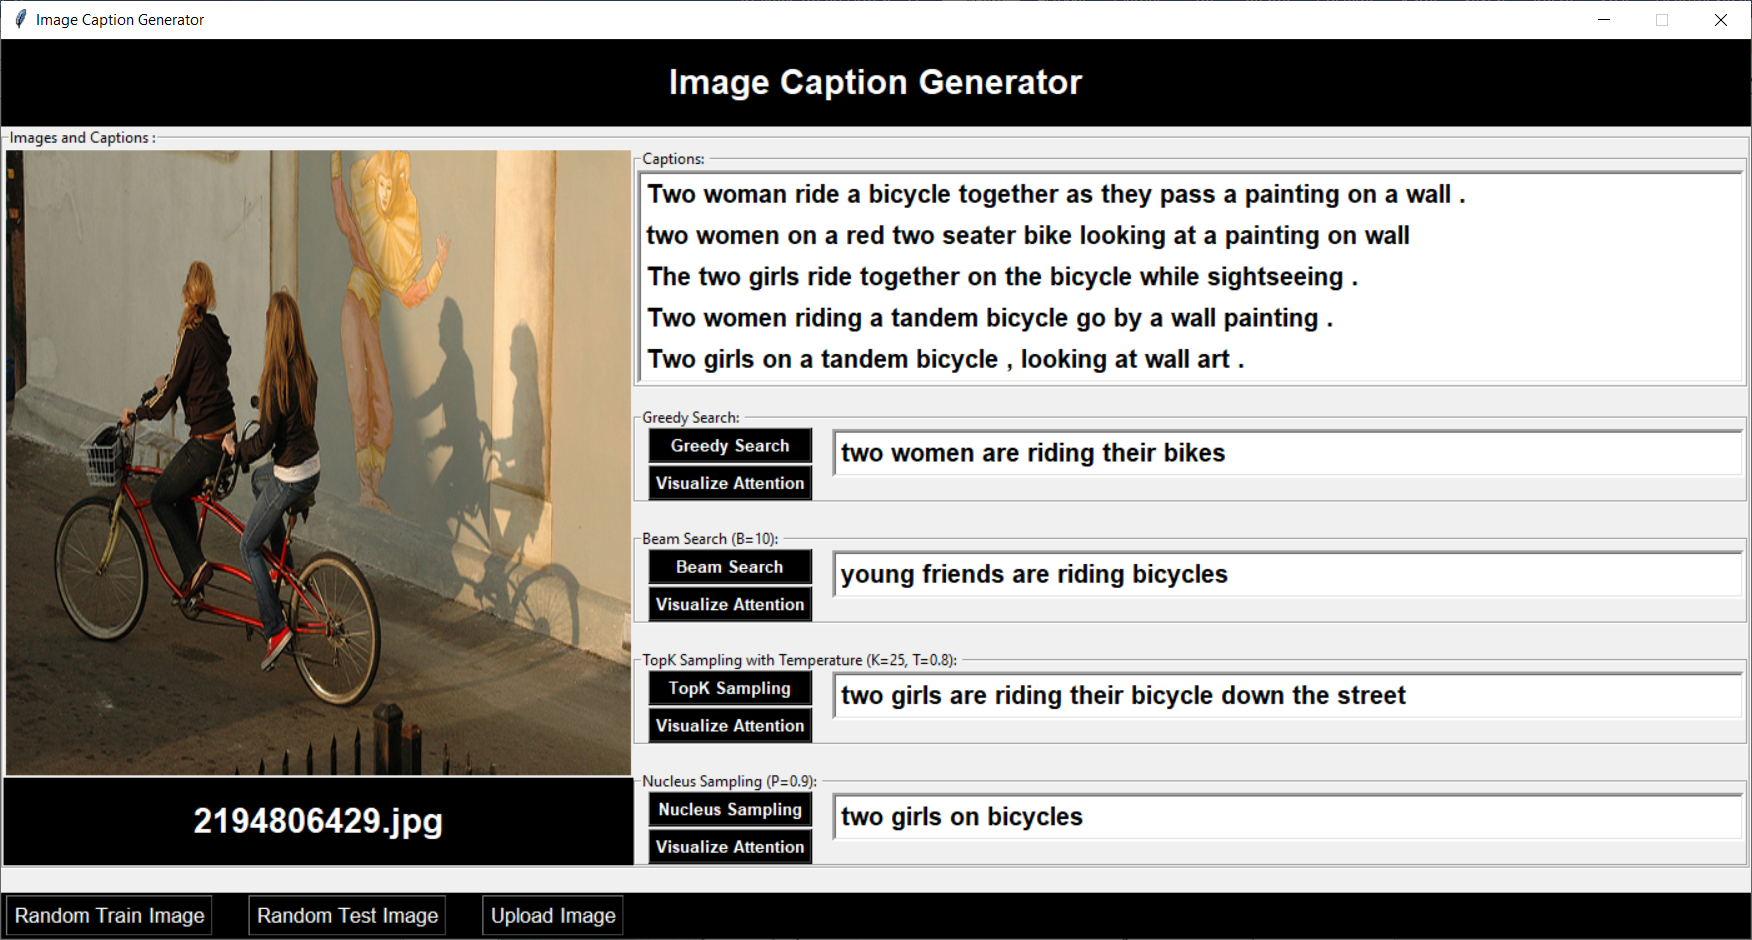 Image Caption Generator
Image Caption Generator
Images and Captions :
2194806429.jpg
Captions:
Two woman ride a bicycle together as they pass a painting on a wall .
two women on a red two seater bike looking at a painting on wall
The two girls ride together on the bicycle while sightseeing .
Two women riding a tandem bicycle go by a wall painting .
Two girls on a tandem bicycle , looking at wall art .
Greedy Search:
Greedy Search
two women are riding their bikes
Visualize Attention
Beam Search (B=10):
Beam Search
young friends are riding bicycles
Visualize Attention
TopK Sampling with Temperature (K=25, T=0.8):
TopK Sampling
two girls are riding their bicycle down the street
Visualize Attention
Nucleus Sampling (P=0.9):
Nucleus Sampling
two girls on bicycles
Visualize Attention
Random Train Image
Random Test Image
Upload Image